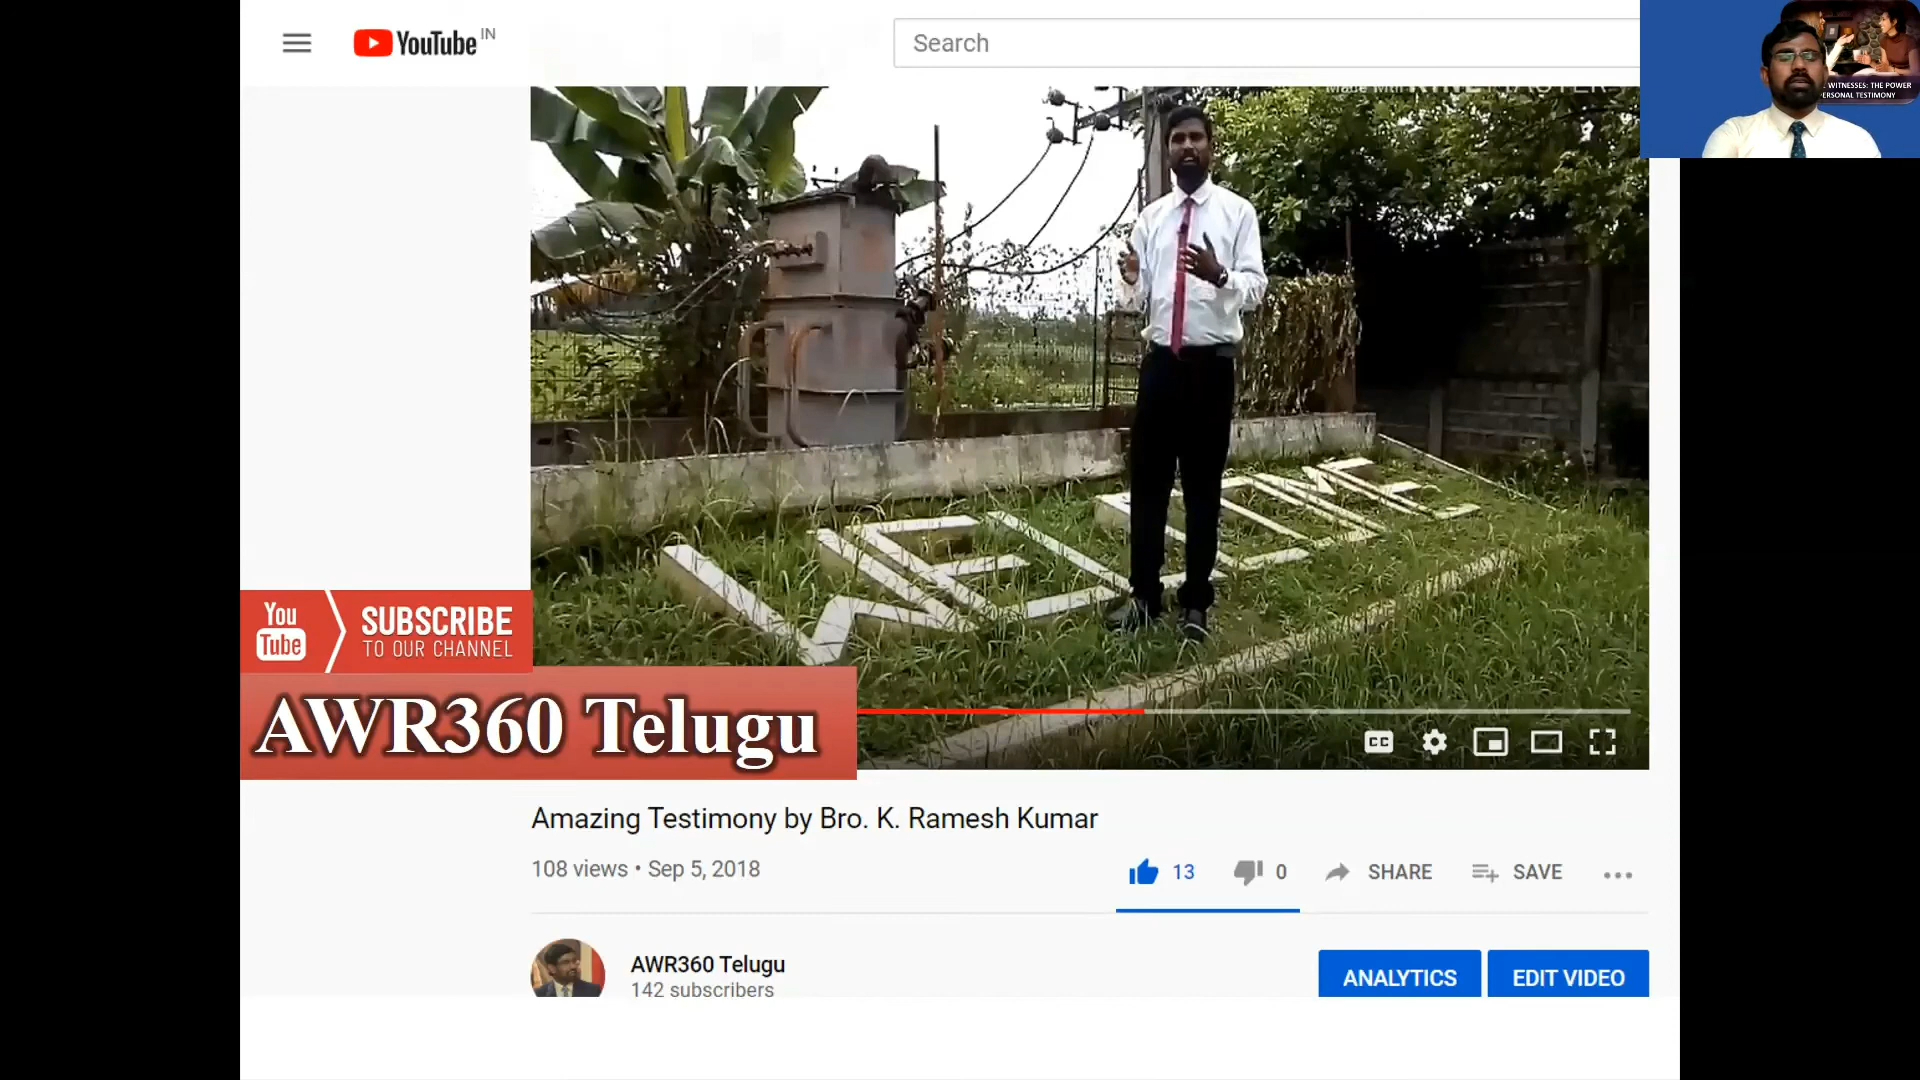 YouTube IN
Search
WITNESSES: THE POWER
PERSONAL TESTIMONY
WELCOME
You
Tube
SUBSCRIBE
TO OUR CHANNEL
AWR360 Telugu
CC
Amazing Testimony by Bro. K. Ramesh Kumar
108 views • Sep 5, 2018
13
0
SHARE
SAVE
AWR360 Telugu
142 subscribers
ANALYTICS
EDIT VIDEO